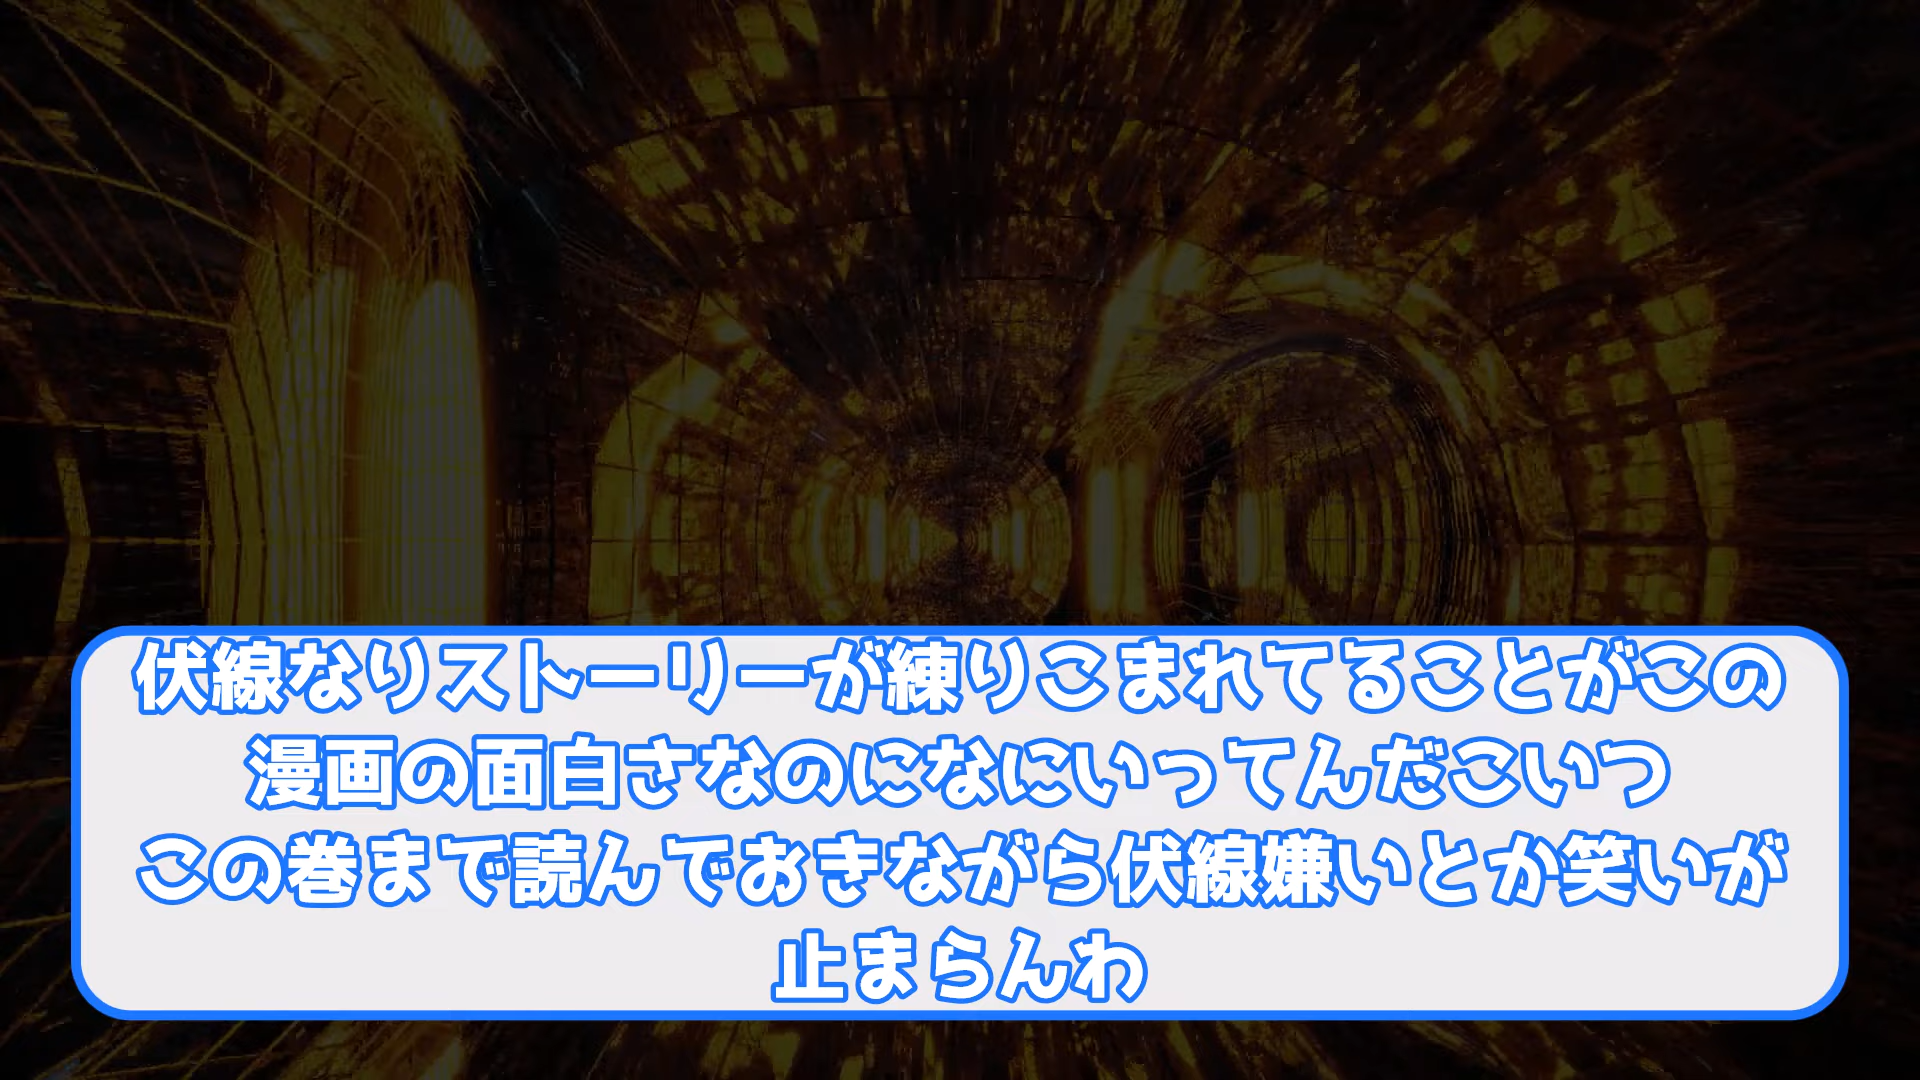 伏線なりストーリーが練りこまれてることがこの
漫画の面白さなのになにいってんだこいつ
この巻まで読んでおきながら伏線嫌いとか笑いが
止まらんわ